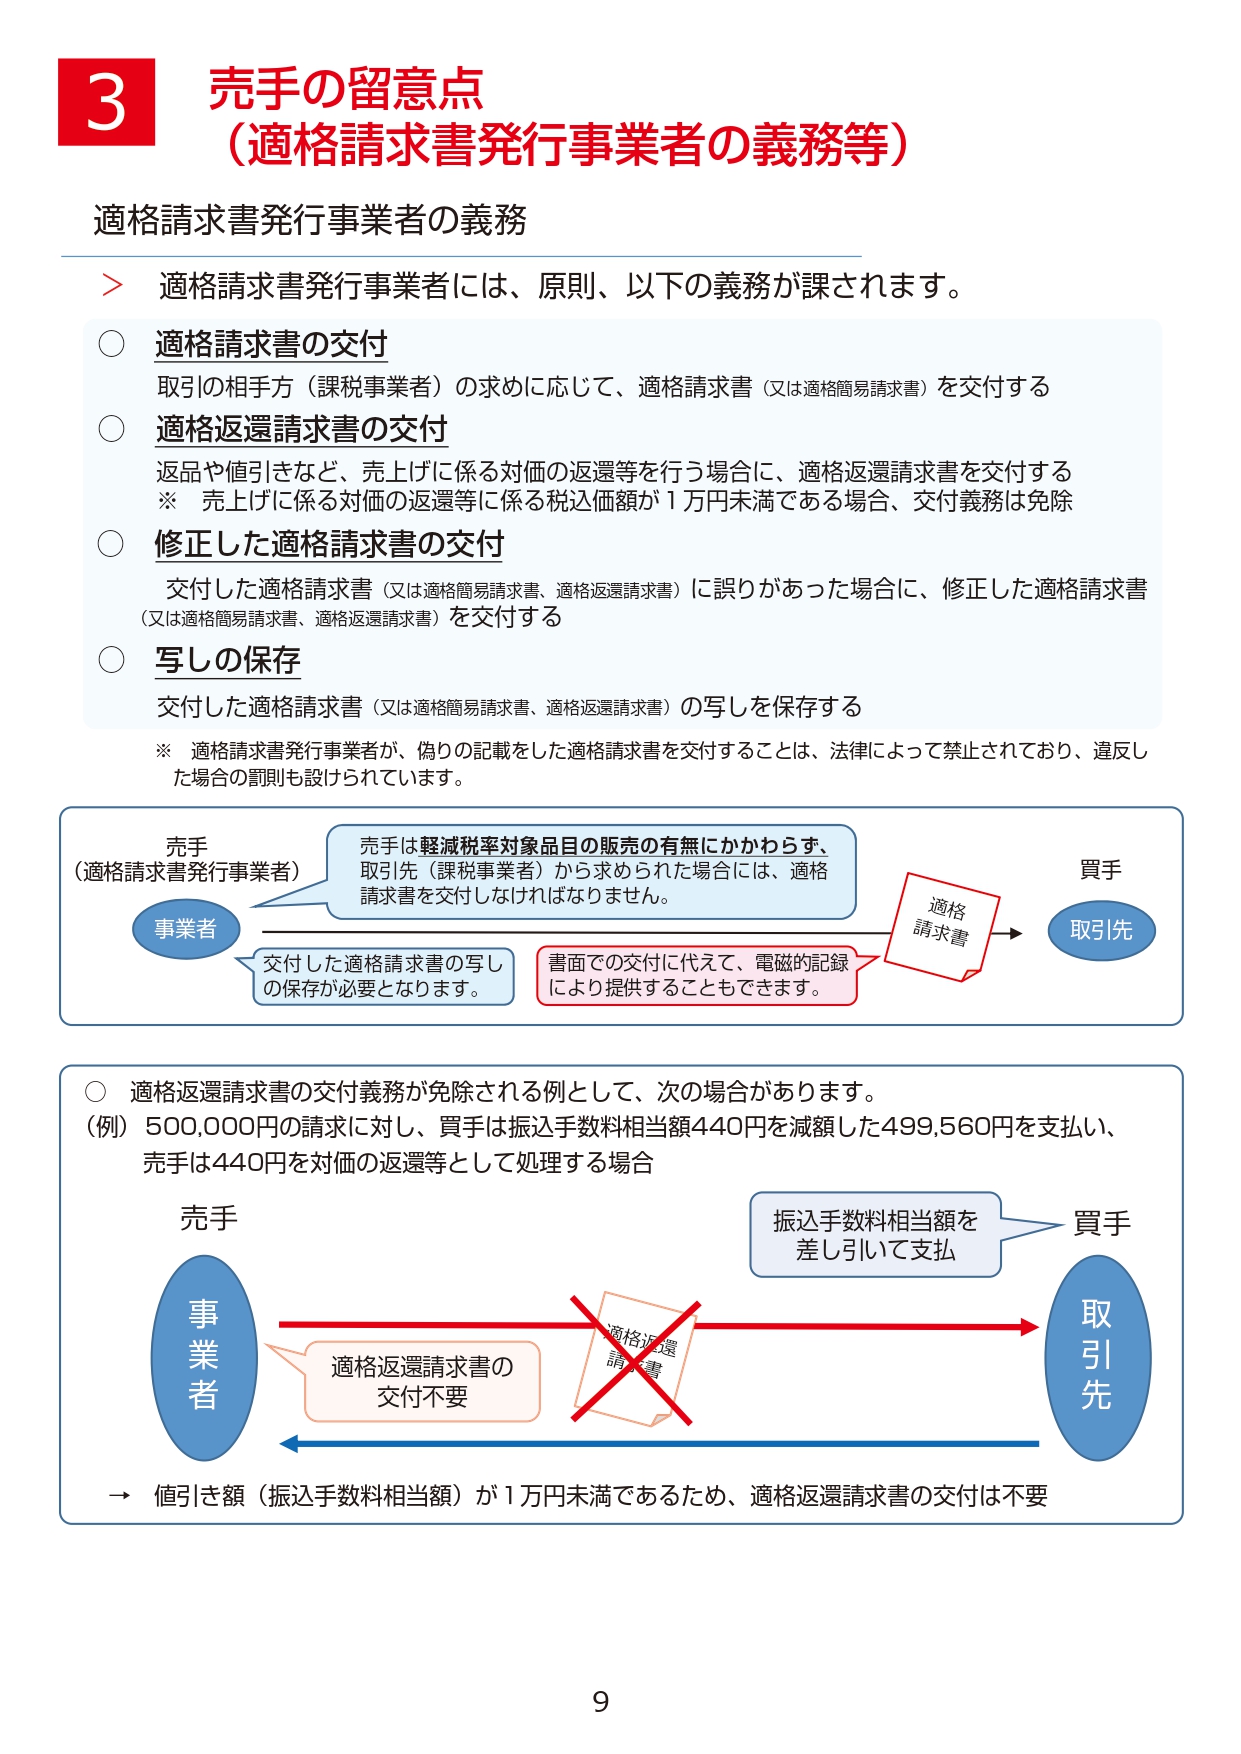 3
売手の留意点
（適格請求書発行事業者の義務等）
適格請求書発行事業者の義務
＞　適格請求書発行事業者には、原則、以下の義務が課されます。
○　適格請求書の交付
取引の相手方（課税事業者）の求めに応じて、適格請求書（又は適格簡易請求書）を交付する
○　適格返還請求書の交付
返品や値引きなど、売上げに係る対価の返還等を行う場合に、適格返還請求書を交付する
※　売上げに係る対価の返還等に係る税込価額が１万円未満である場合、交付義務は免除
○　修正した適格請求書の交付
交付した適格請求書（又は適格簡易請求書、適格返還請求書）に誤りがあった場合に、修正した適格請求書
（又は適格簡易請求書、適格返還請求書）を交付する
○　写しの保存
交付した適格請求書（又は適格簡易請求書、適格返還請求書）の写しを保存する
※　適格請求書発行事業者が、偽りの記載をした適格請求書を交付することは、法律によって禁止されており、違反し
た場合の罰則も設けられています。
売手
（適格請求書発行事業者）
事業者
売手は軽減税率対象品目の販売の有無にかかわらず、
取引先（課税事業者）から求められた場合には、適格
請求書を交付しなければなりません。
適格
請求書
買手
取引先
交付した適格請求書の写し
の保存が必要となります。
書面での交付に代えて、電磁的記録
により提供することもできます。
○　適格返還請求書の交付義務が免除される例として、次の場合があります。
（例）500,000円の請求に対し、買手は振込手数料相当額440円を減額した499,560円を支払い、
売手は440円を対価の返還等として処理する場合
売手
振込手数料相当額を
差し引いて支払
買手
事業者
適格返還請求書の
交付不要
適格返還
請求書
取引先
→　値引き額（振込手数料相当額）が１万円未満であるため、適格返還請求書の交付は不要
9